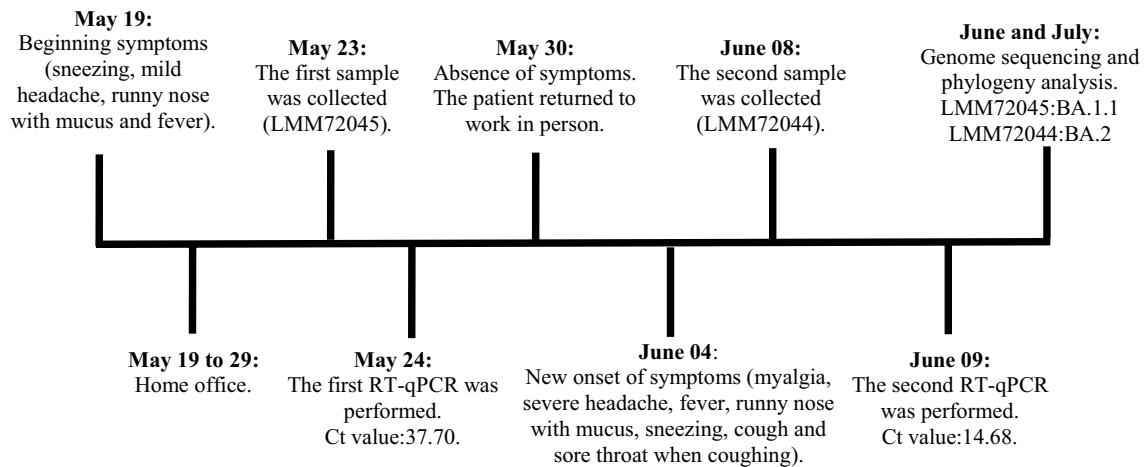 May 19:
Beginning symptoms
(sneezing, mild
headache, runny nose
with mucus and fever).
May 23:
The first sample
was collected
(LMM72045).
May 30:
Absence of symptoms.
The patient returned to
work in person.
June 08:
The second sample
was collected
(LMM72044).
June and July:
Genome sequencing and
phylogeny analysis.
LMM72045:BA.1.1
LMM72044:BA.2
May 19 to 29:
Home office.
May 24:
The first RT-qPCR was
performed.
Ct value:37.70.
June 04:
New onset of symptoms (myalgia,
severe headache, fever, runny nose
with mucus, sneezing, cough and
sore throat when coughing).
June 09:
The second RT-qPCR
was performed.
Ct value:14.68.